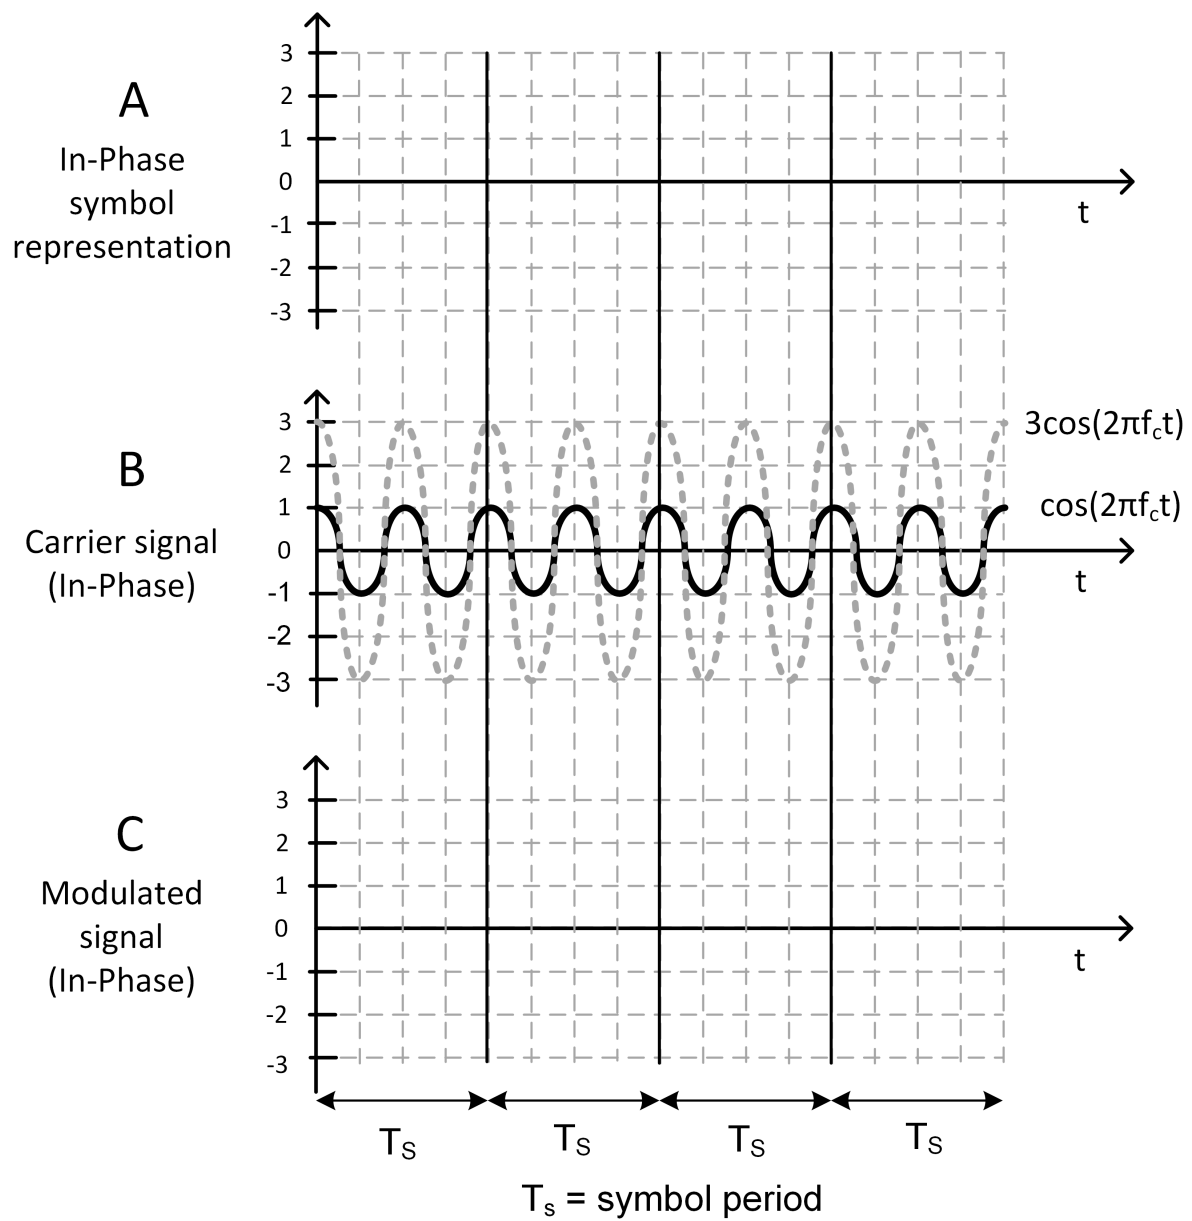 A
In-Phase
symbol
representation
3
2
1
0
-1
-2
-3
t
B
Carrier signal
(In-Phase)
3
2
1
0
-1
-2
-3
3cos(2πfct)
cos(2πfct)
t
C
Modulated
signal
(In-Phase)
3
2
1
0
-1
-2
-3
t
TS TS TS TS
Ts = symbol period